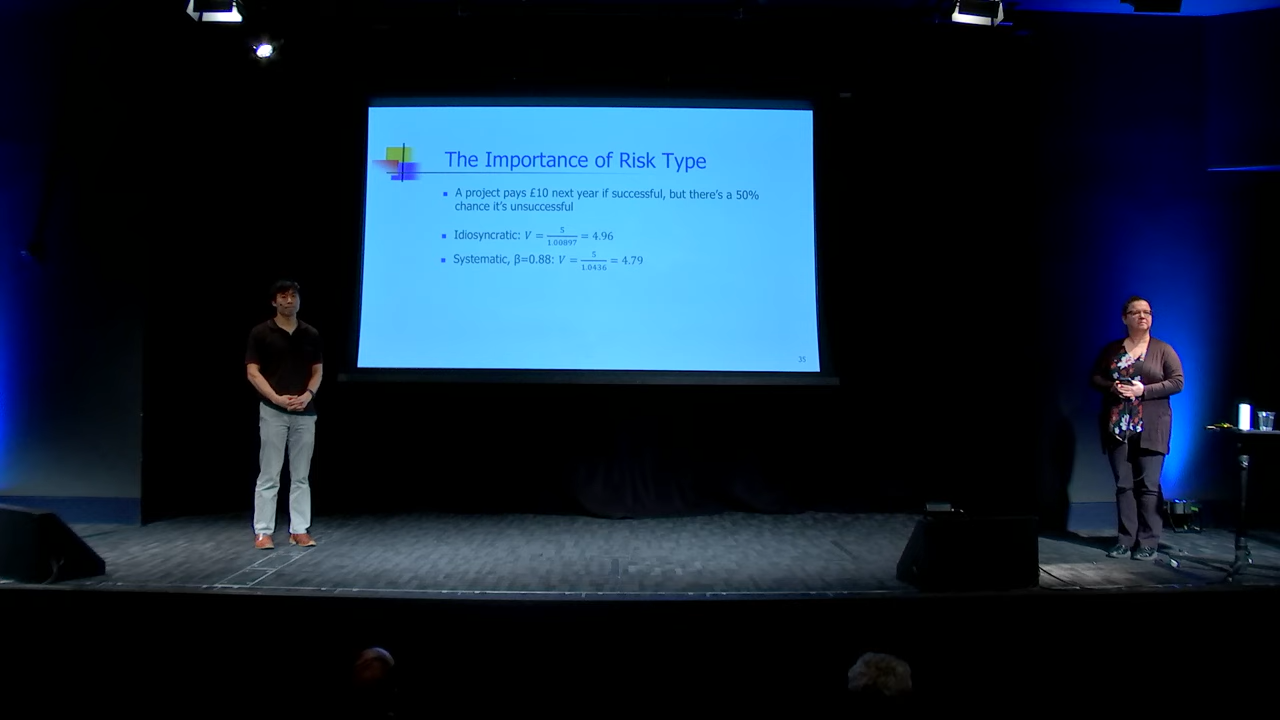 The Importance of Risk Type
A project pays £10 next year if successful, but there's a 50%
chance it's unsuccessful
Idiosyncratic: V = 5/1.00897 = 4.96
Systematic, β=0.88: V = 5/1.0436 = 4.79
35